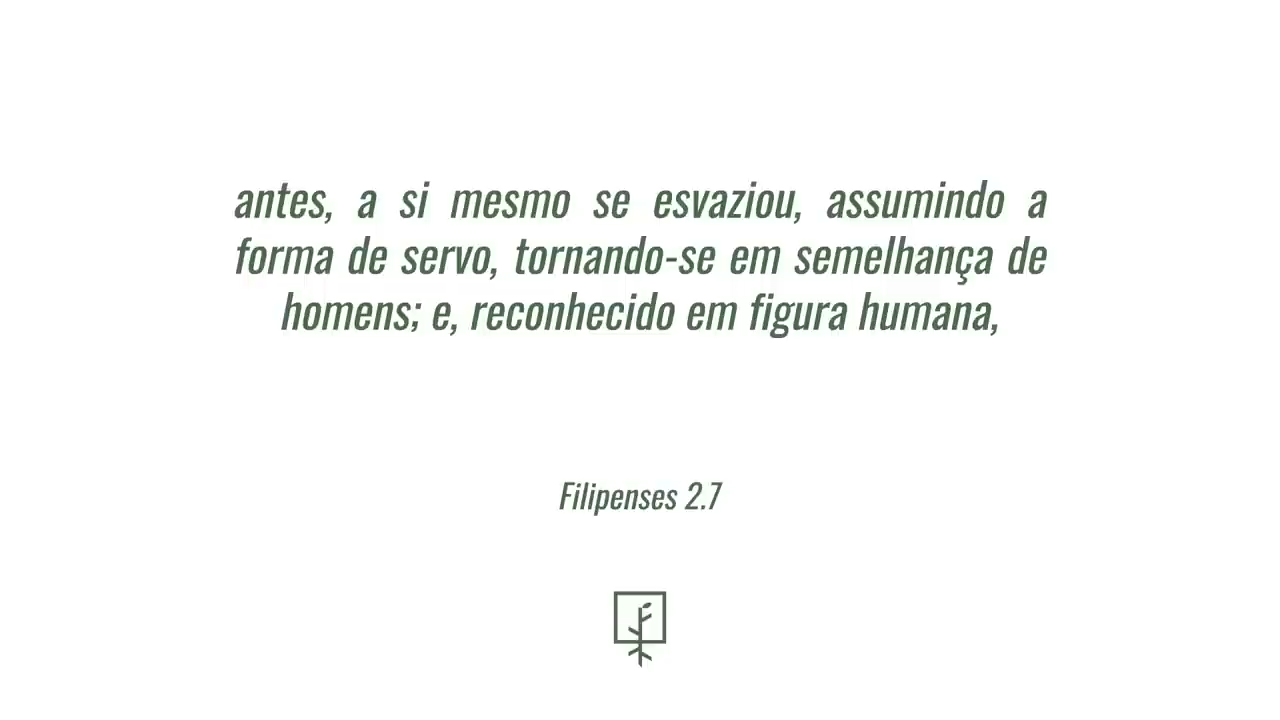 antes, a si mesmo se esvaziou, assumindo a
forma de servo, tornando-se em semelhança de
homens; e, reconhecido em figura humana,
Filipenses 2.7